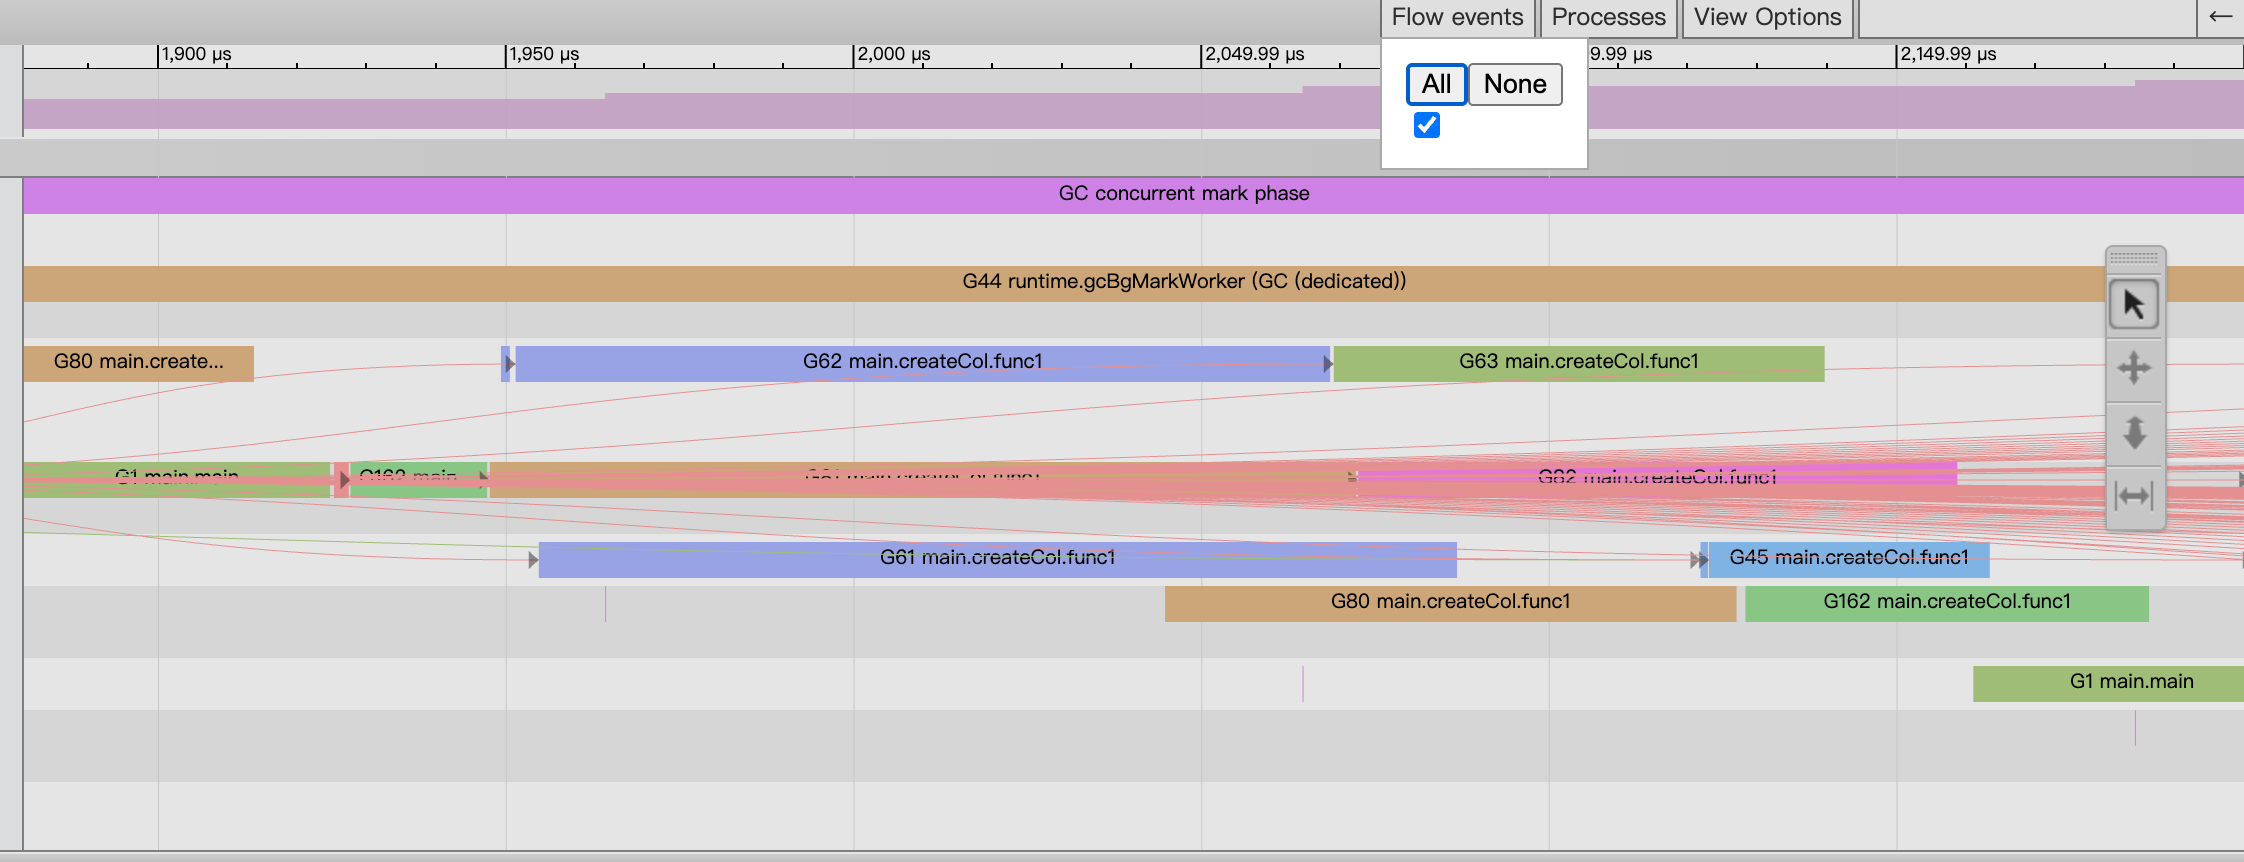 Flow events
Processes
View Options
←
1,900 µs
1,950 µs
2,000 µs
2,049.99 µs
9.99 µs
2,149.99 µs
All
None
GC concurrent mark phase
G44 runtime.gcBgMarkWorker (GC (dedicated))
G80 main.create...
G62 main.createCol.func1
G63 main.createCol.func1
G1 main.main
G162 main.
G82 main.createCol.func1
G61 main.createCol.func1
G45 main.createCol.func1
G80 main.createCol.func1
G162 main.createCol.func1
G1 main.main